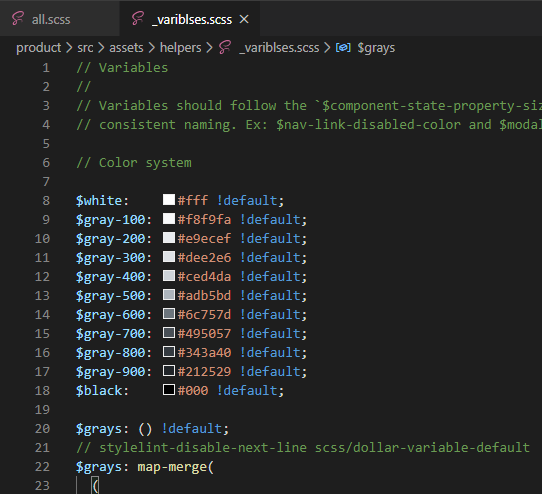 all.scss
_variblses.scss ×
product > src > assets > helpers > _variblses.scss > $grays
1 // Variables
2 //
3 // Variables should follow the `$component-state-property-siz
4 // consistent naming. Ex: $nav-link-disabled-color and $modal
5
6 // Color system
7
8 $white: #fff !default;
9 $gray-100: #f8f9fa !default;
10 $gray-200: #e9ecef !default;
11 $gray-300: #dee2e6 !default;
12 $gray-400: #ced4da !default;
13 $gray-500: #adb5bd !default;
14 $gray-600: #6c757d !default;
15 $gray-700: #495057 !default;
16 $gray-800: #343a40 !default;
17 $gray-900: #212529 !default;
18 $black: #000 !default;
19
20 $grays: () !default;
21 // stylelint-disable-next-line scss/dollar-variable-default
22 $grays: map-merge(
23 (